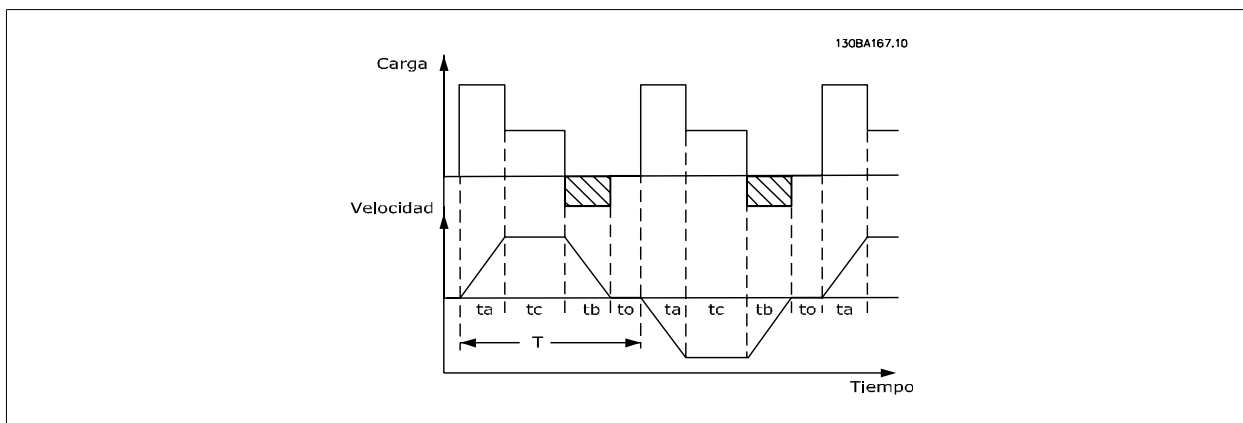 130BA167.10
Carga
Velocidad
ta tc tb to ta tc tb to ta
T
Tiempo